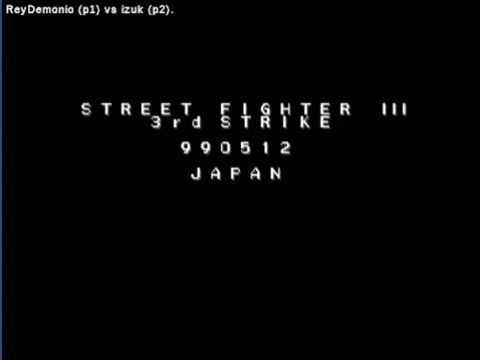 ReyDemonio (p1) vs izuk (p2).
STREET FIGHTER III
3rd STRIKE
990512
JAPAN